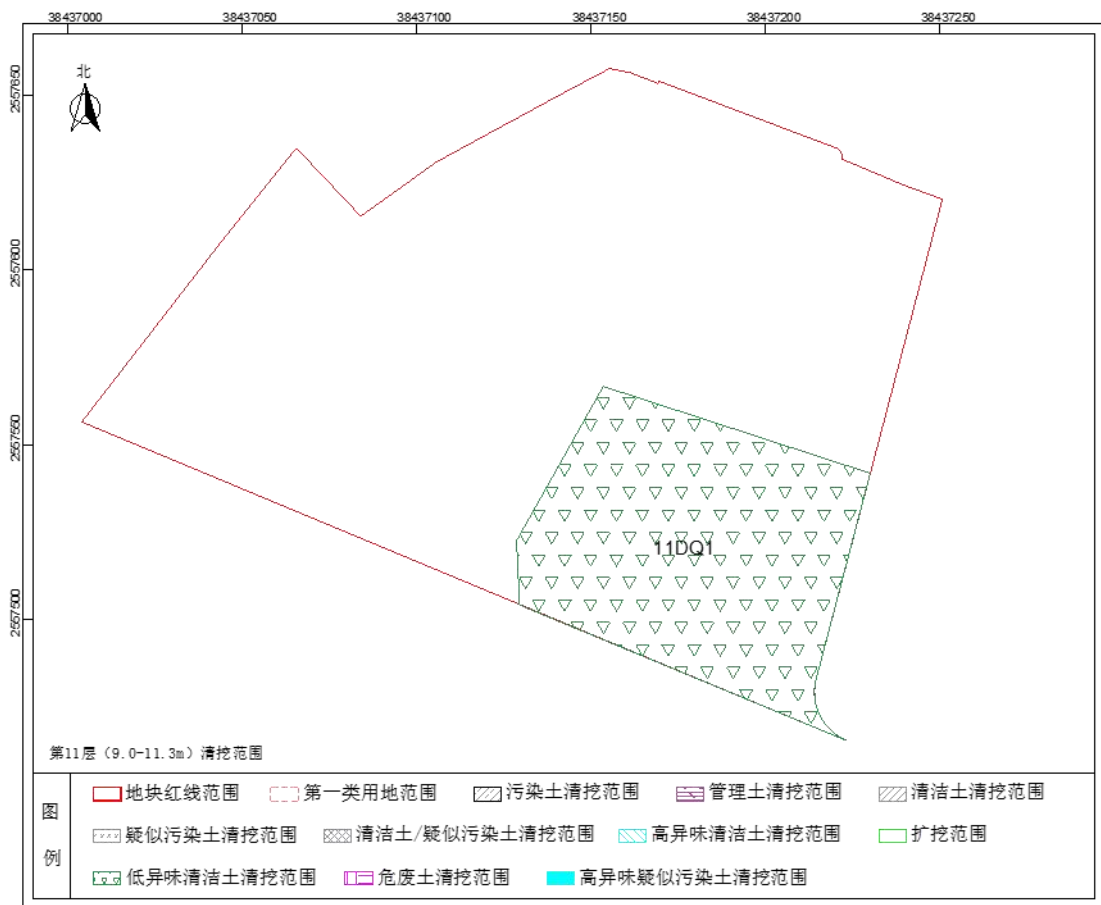 38437000 38437050 38437100 38437150 38437200 38437250
北
2557650
2557600
2557550
2557500
11DQ1
第11层（9.0-11.3m）清挖范围
图例
地块红线范围 第一类用地范围 污染土清挖范围 管理土清挖范围 清洁土清挖范围
疑似污染土清挖范围 清洁土/疑似污染土清挖范围 高异味清洁土清挖范围 扩挖范围
低异味清洁土清挖范围 危废土清挖范围 高异味疑似污染土清挖范围